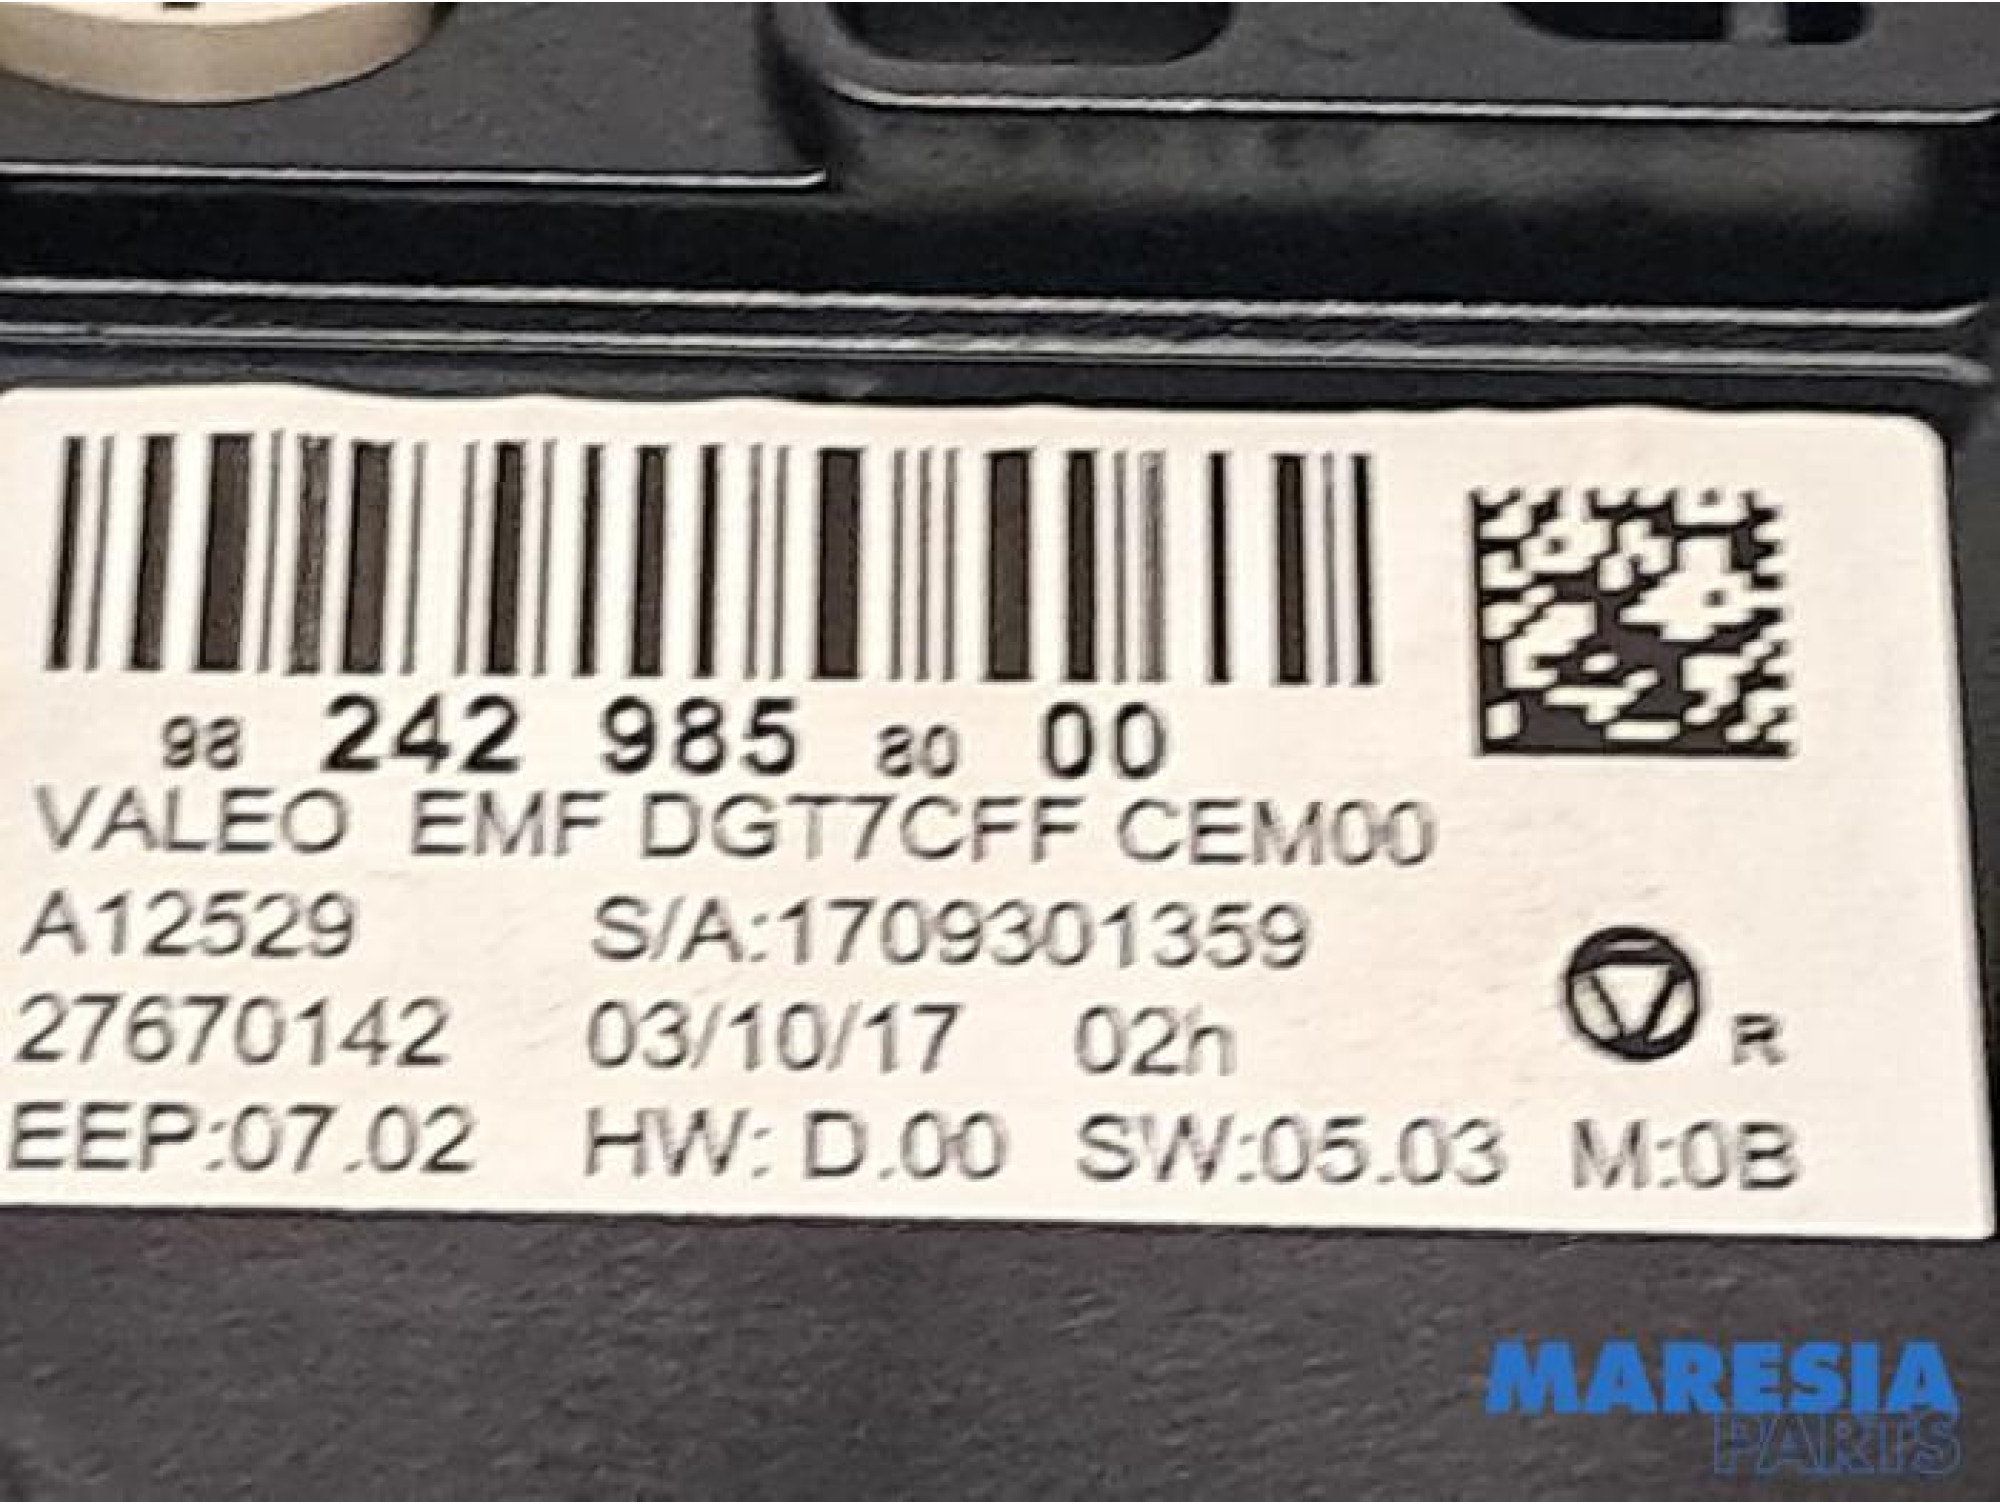 98 242 985 80 00
VALEO EMF DGT7CFF CEM00
A12529 S/A:1709301359
27670142 03/10/17 02h
R
EEP:07.02 HW: D.00 SW:05.03 M:0B
MARESIA
PARTS